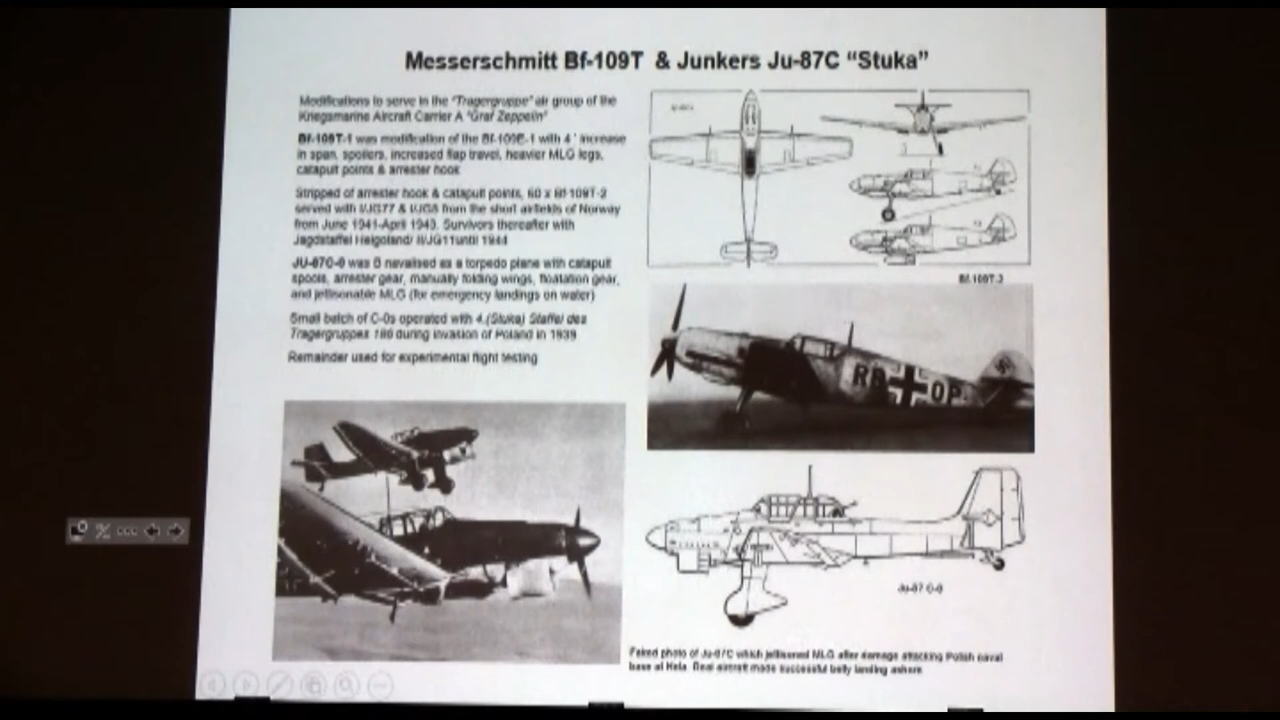 Messerschmitt Bf-109T & Junkers Ju-87C "Stuka"
Modifications to serve in the "Tragergruppe" air group of the
Kriegsmarine Aircraft Carrier A "Graf Zeppelin"
Bf-109T-1 was modification of the Bf-109E-1 with 4 ' increase
in span, spoilers, increased flap travel, heavier MLG legs,
catapult points & arrester hook
Stripped of arrester hook & catapult points, 60 x Bf-109T-2
served with I/JG77 & from the short airfields of Norway
from June 1941-April 1943. Survivors thereafter with
Jagdstaffel Helgoland/ II/JG11until 1944
JU-87C-0 was B navalised as a torpedo plane with catapult
spools, arrester gear, manually folding wings, floatation gear,
and jettisonable MLG (for emergency landings on water)
Small batch of C-0s operated with 4.(Stuka) Staffel des
Tragergruppes 186 during invasion of Poland in 1939
Remainder used for experimental flight testing
Bf.109T-2
RB OP
Ju-87 C-0
Faked photo of Ju-87C which jettisoned MLG after damage attacking Polish naval
base at Hela. Real aircraft made successful belly landing ashore